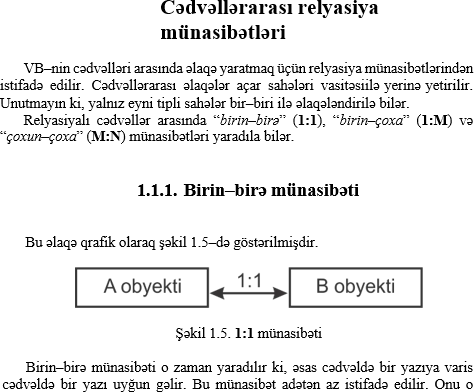 Cədvəllərarası relyasiya
münasibətləri
VB–nin cədvəlləri arasında əlaqə yaratmaq üçün relyasiya münasibətlərindən
istifadə edilir. Cədvəllərarası əlaqələr açar sahələri vasitəsiilə yerinə yetirilir.
Unutmayın ki, yalnız eyni tipli sahələr bir–biri ilə əlaqələndirilə bilər.
Relyasiyalı cədvəllər arasında “birin–birə” (1:1), “birin–çoxa” (1:M) və
“çoxun–çoxa” (M:N) münasibətləri yaradıla bilər.
1.1.1. Birin–birə münasibəti
Bu əlaqə qrafik olaraq şəkil 1.5–də göstərilmişdir.
A obyekti 1:1 B obyekti
Şəkil 1.5. 1:1 münasibəti
Birin–birə münasibəti o zaman yaradılır ki, əsas cədvəldə bir yazıya varis
cədvəldə bir yazı uyğun gəlir. Bu münasibət adətən az istifadə edilir. Onu o